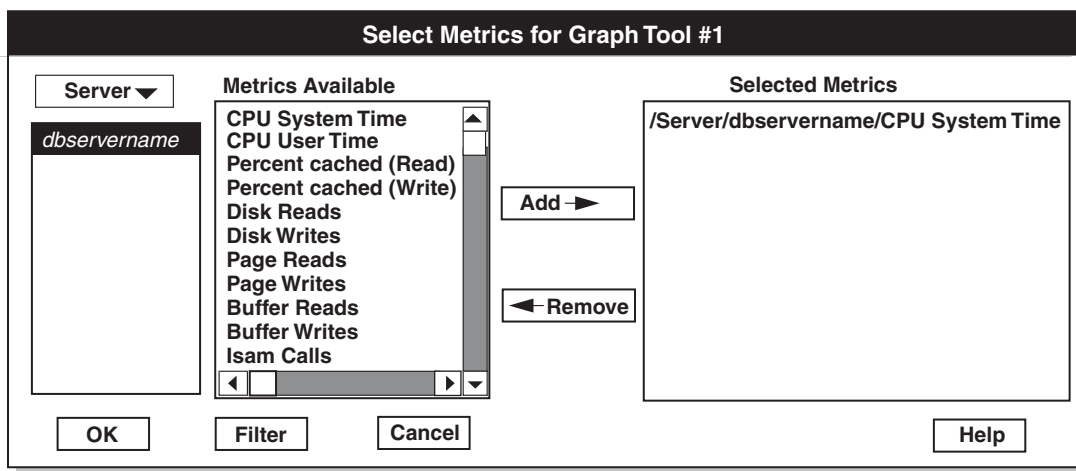 Select Metrics for Graph Tool #1
Server
dbservername
Metrics Available
CPU System Time
CPU User Time
Percent cached (Read)
Percent cached (Write)
Disk Reads
Disk Writes
Page Reads
Page Writes
Buffer Reads
Buffer Writes
Isam Calls
Add
Remove
Selected Metrics
/Server/dbservername/CPU System Time
OK
Filter
Cancel
Help